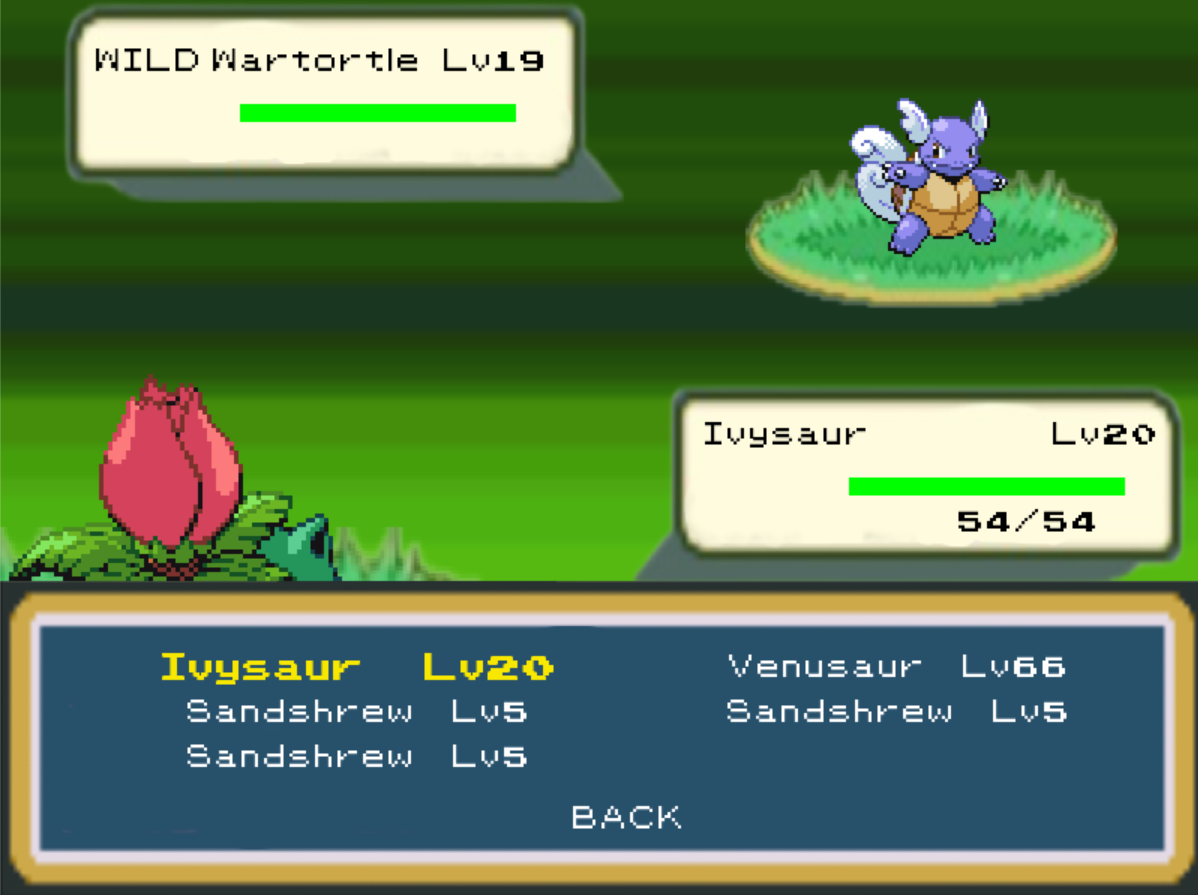 WILD Wartortle Lv19
Ivysaur Lv20
54/54
Ivysaur Lv20 Venusaur Lv66
Sandshrew Lv5 Sandshrew Lv5
Sandshrew Lv5
BACK